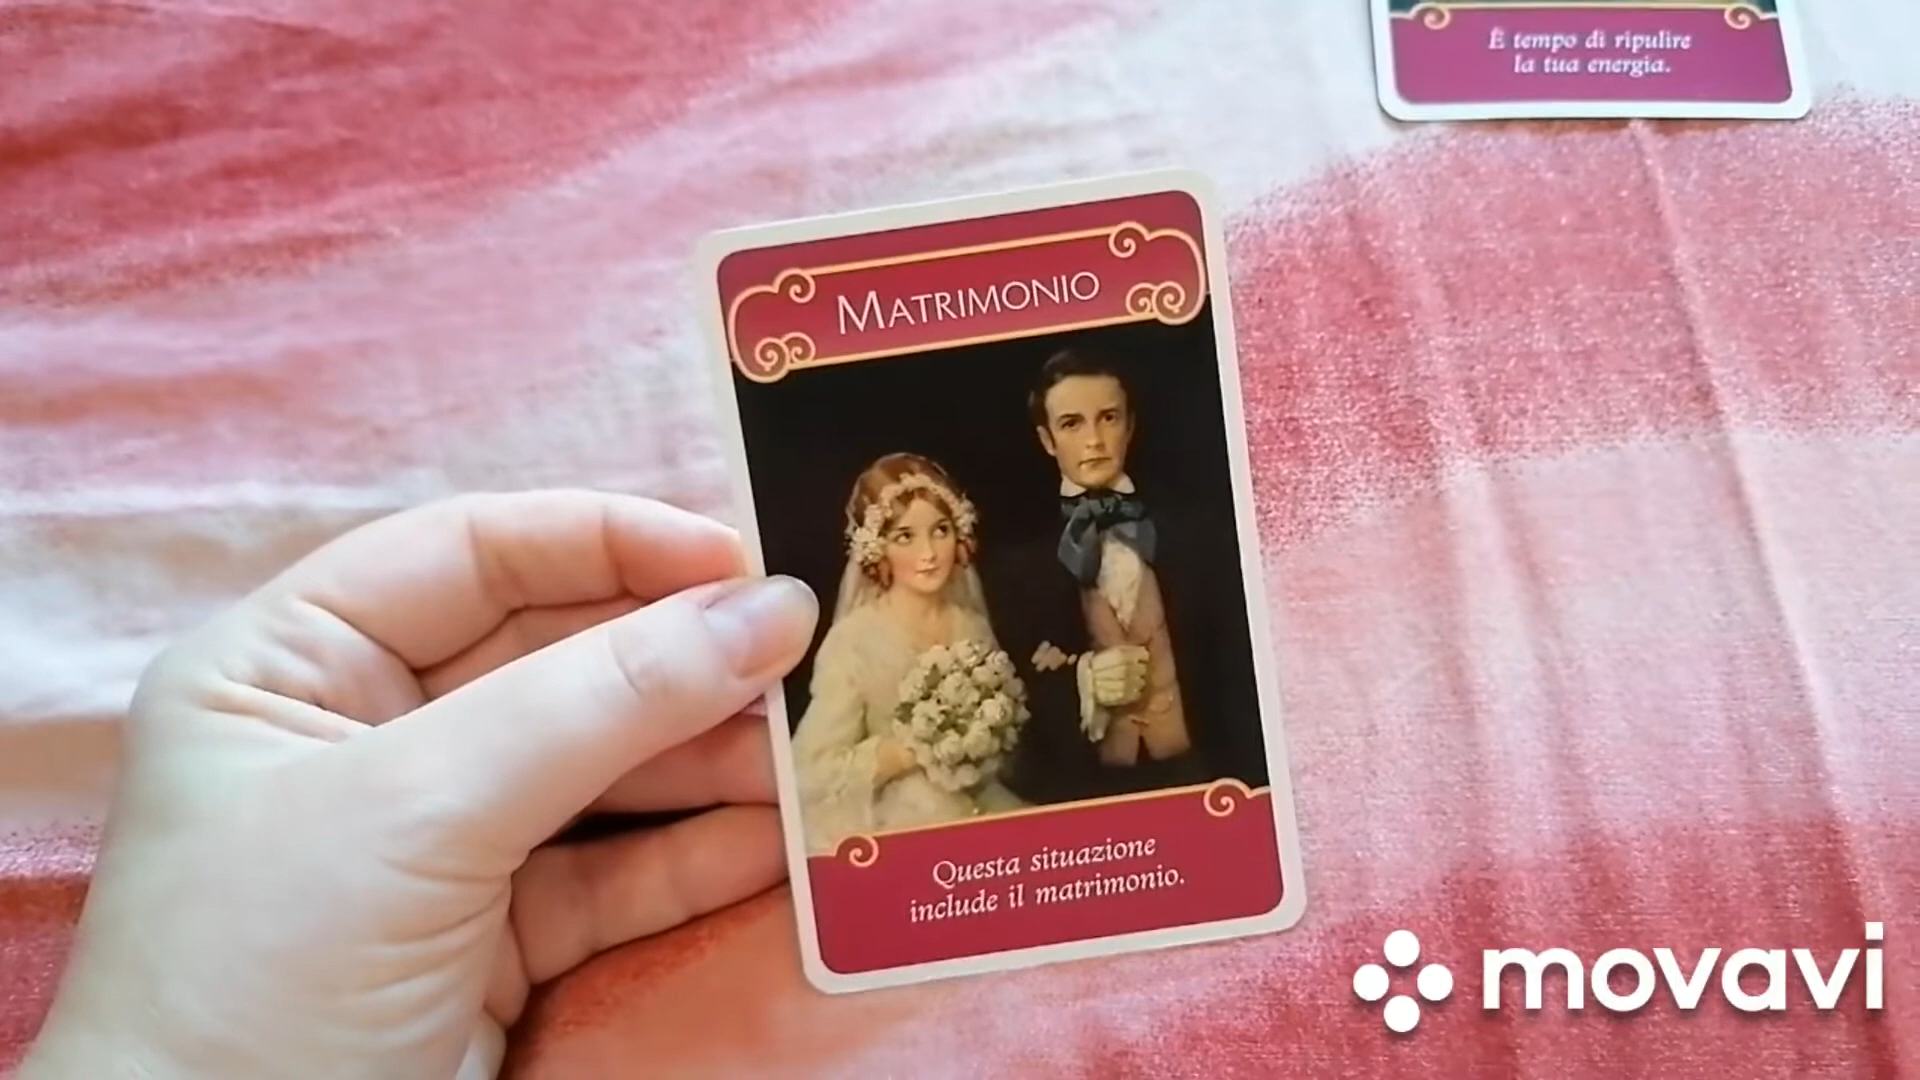 È tempo di ripulire
la tua energia.
MATRIMONIO
Questa situazione
include il matrimonio.
movavi